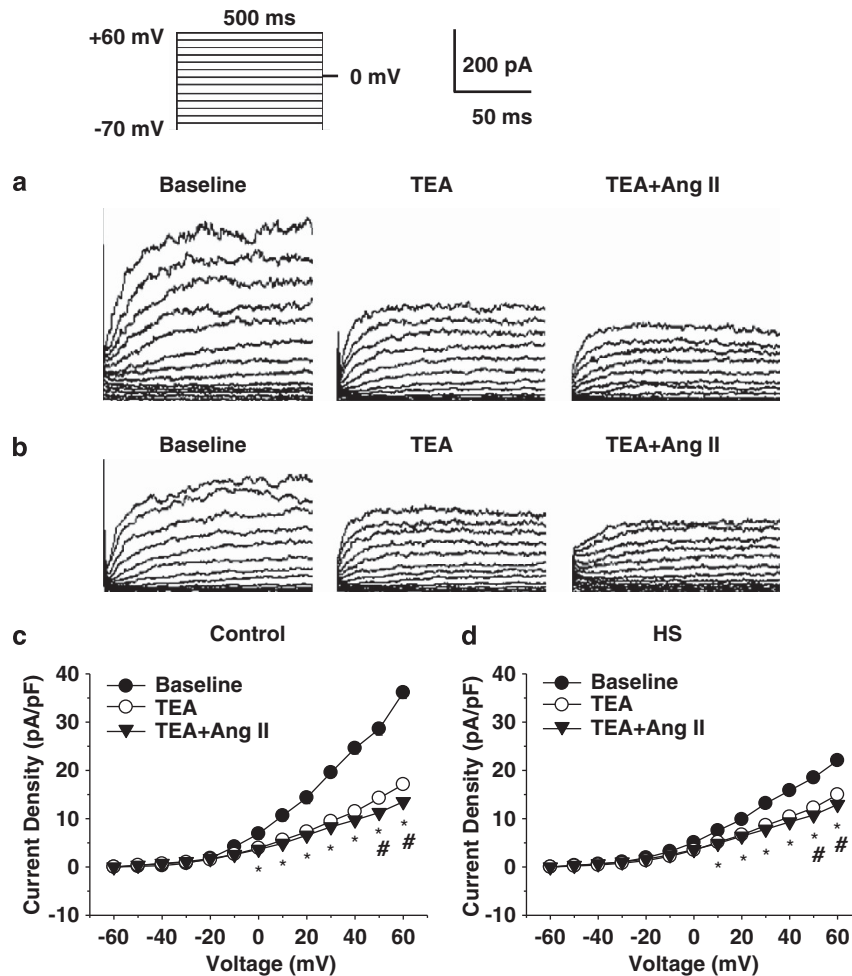 500 ms
+60 mV
0 mV
-70 mV
200 pA
50 ms
a
Baseline TEA TEA+Ang II
b
Baseline TEA TEA+Ang II
c Control
Current Density (pA/pF)
40
30
20
10
0
-10
Baseline
TEA
TEA+Ang II
* * * * * * *
# #
-60 -40 -20 0 20 40 60
Voltage (mV)
d HS
Current Density (pA/pF)
40
30
20
10
0
-10
Baseline
TEA
TEA+Ang II
* * * * * *
# #
-60 -40 -20 0 20 40 60
Voltage (mV)